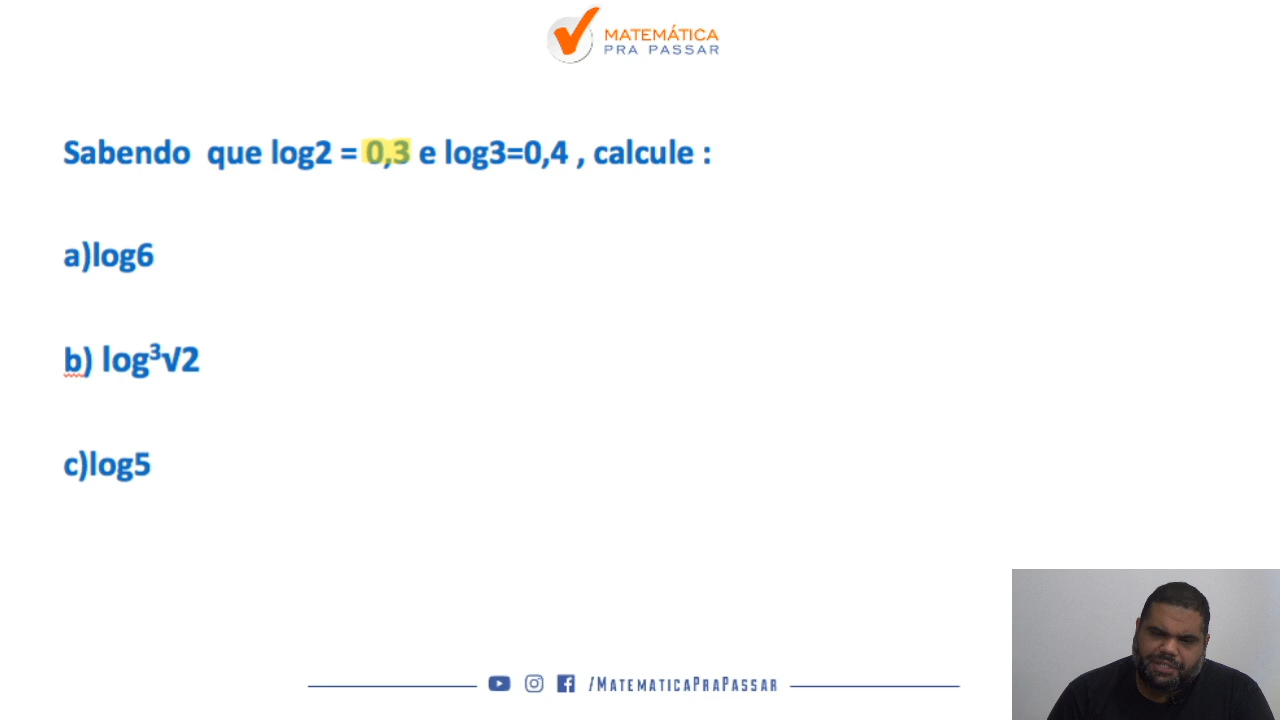 MATEMÁTICA
PRA PASSAR
Sabendo que log2 = 0,3 e log3=0,4 , calcule :
a)log6
b) log³√2
c)log5
/MATEMATICAPRAPASSAR